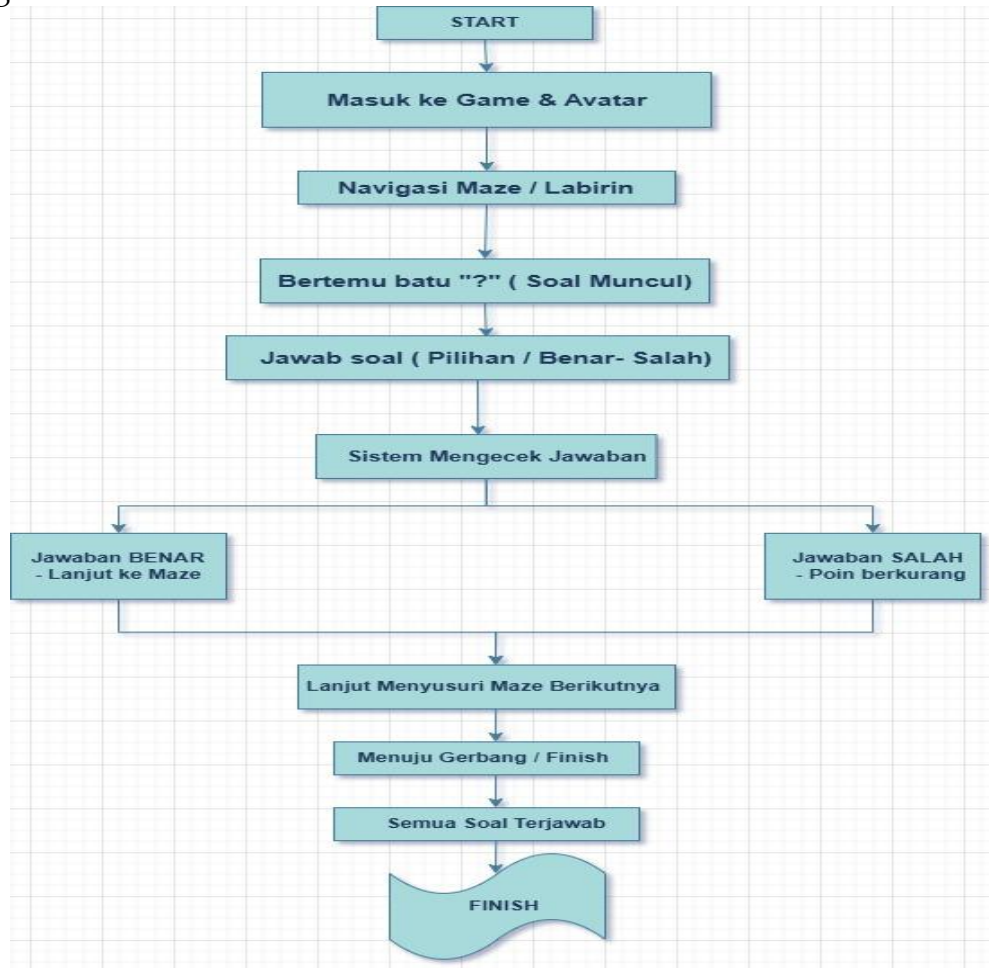 START
Masuk ke Game & Avatar
Navigasi Maze / Labirin
Bertemu batu "?" ( Soal Muncul)
Jawab soal ( Pilihan / Benar- Salah)
Sistem Mengecek Jawaban
Jawaban BENAR
- Lanjut ke Maze
Jawaban SALAH
- Poin berkurang
Lanjut Menyusuri Maze Berikutnya
Menuju Gerbang / Finish
Semua Soal Terjawab
FINISH